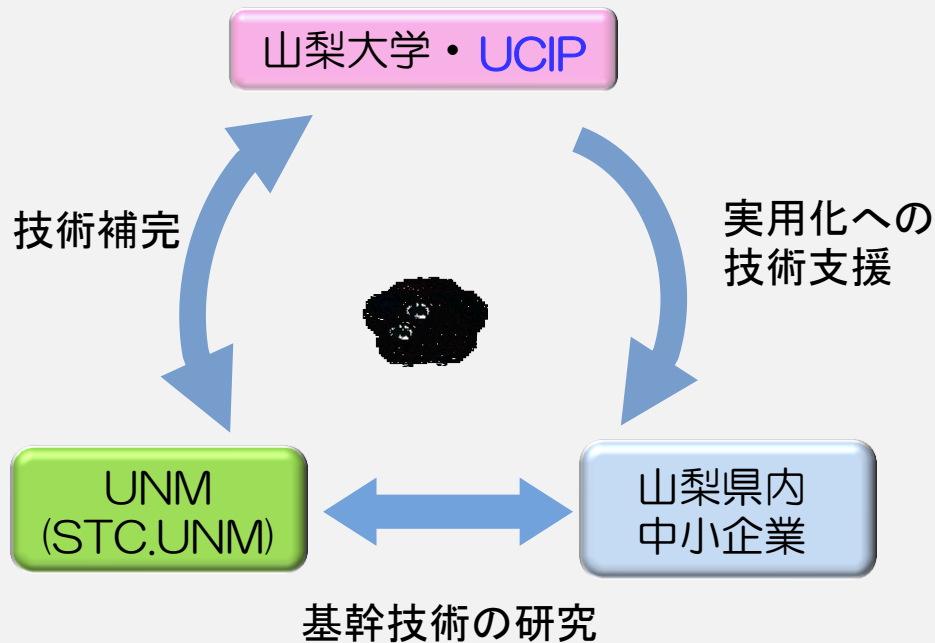 山梨大学・UCIP
技術補完
実用化への
技術支援
UNM
(STC.UNM)
山梨県内
中小企業
基幹技術の研究